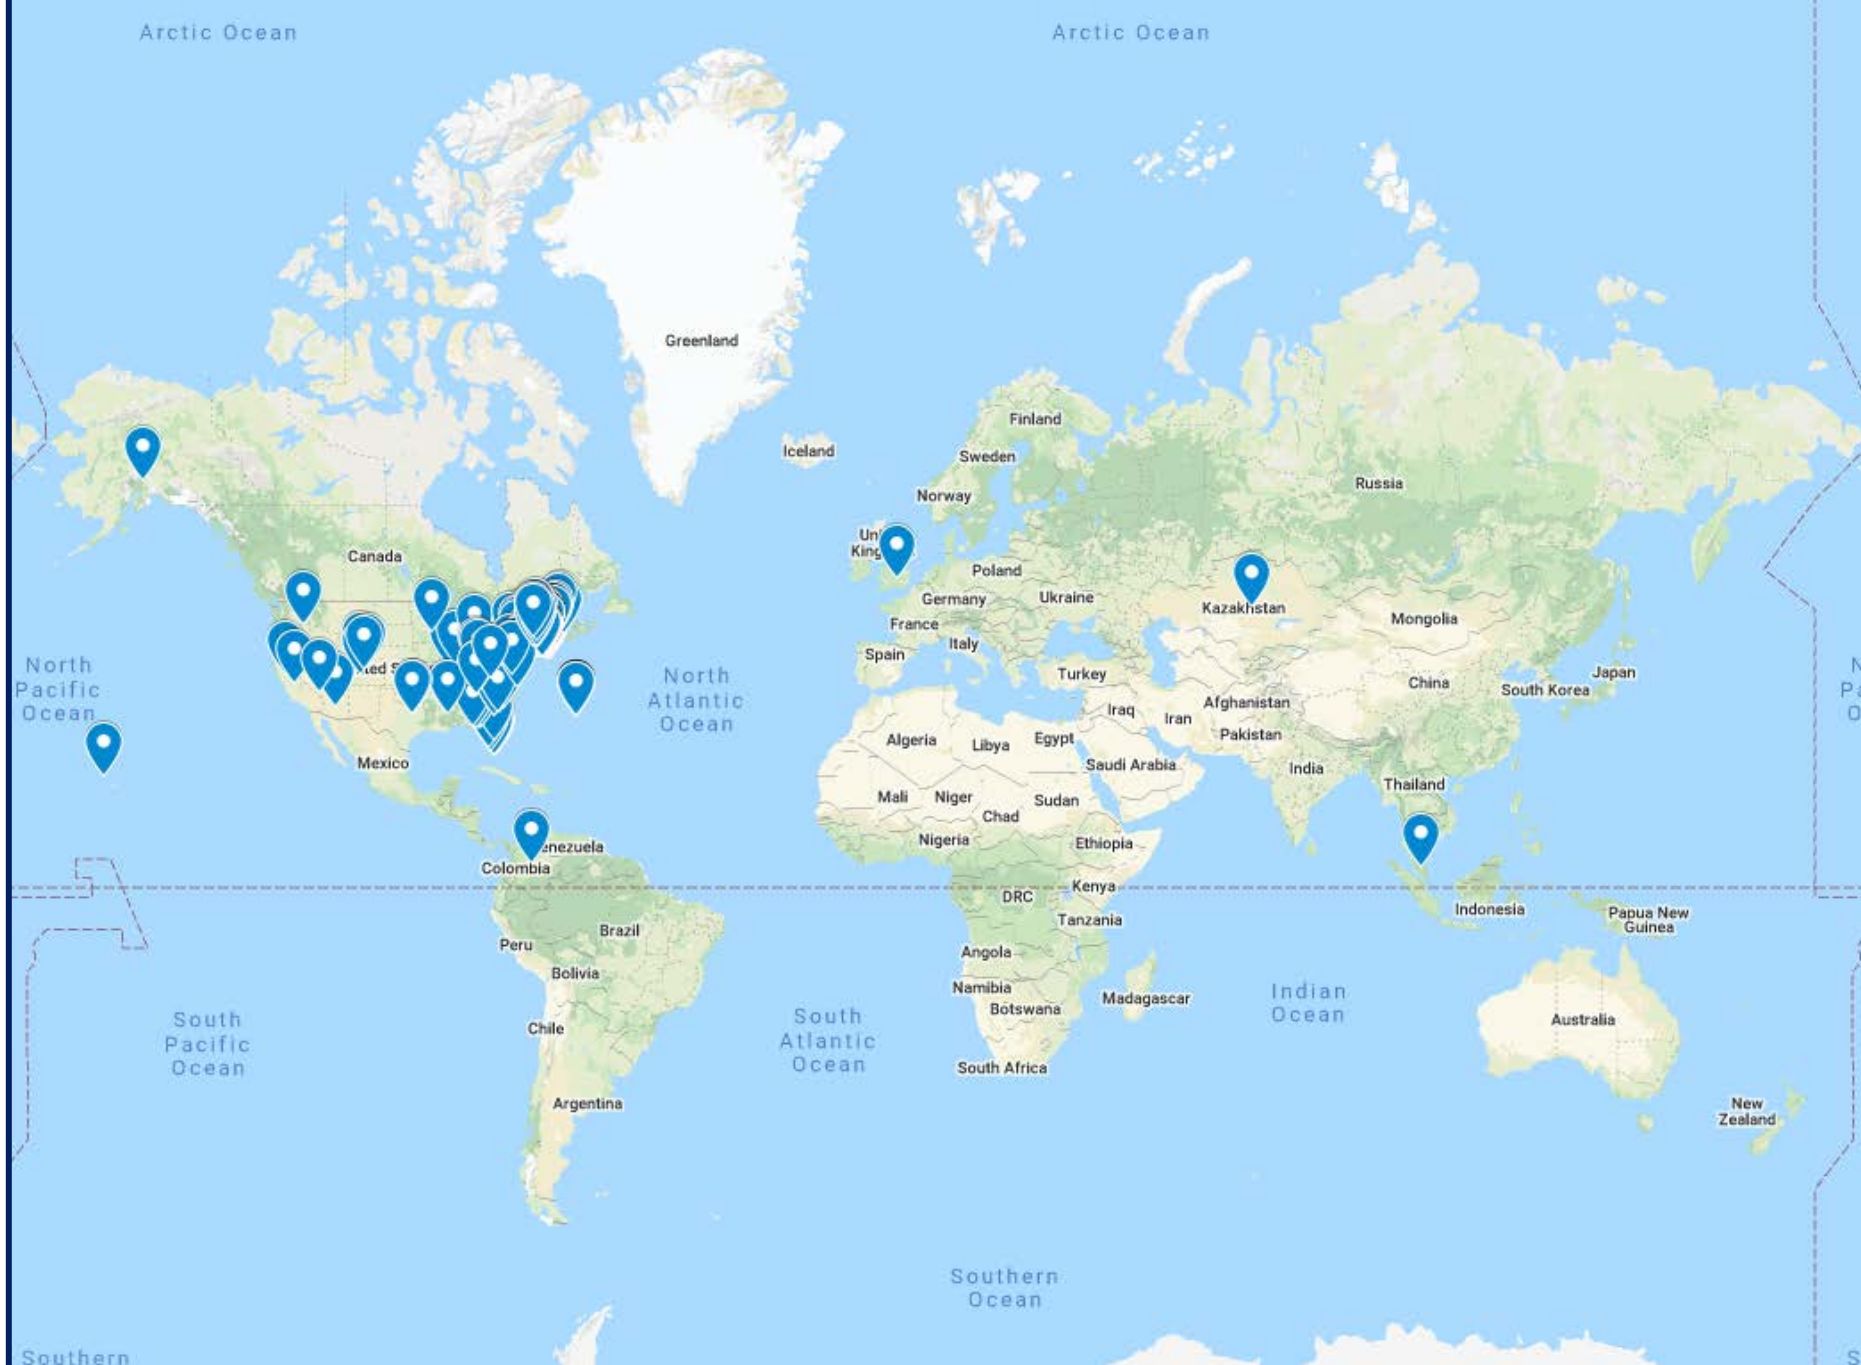 Arctic Ocean
Arctic Ocean
Greenland
Finland
Iceland
Sweden
Russia
Norway
Canada
Poland
Germany
Ukraine
Kazakhstan
Mongolia
France
Italy
Spain
North
Pacific
Ocean
North
Atlantic
Ocean
Turkey
China
Japan
South Korea
Afghanistan
Iraq
Iran
Pakistan
Algeria
Libya
Egypt
Saudi Arabia
India
Mexico
Thailand
Mali
Niger
Sudan
Chad
Nigeria
Ethiopia
enezuela
Colombia
Kenya
DRC
Indonesia
Papua New
Guinea
Tanzania
Brazil
Peru
Angola
Bolivia
Namibia
Botswana
Madagascar
Indian
Ocean
South
Pacific
Ocean
Chile
South
Atlantic
Ocean
Australia
South Africa
Argentina
New
Zealand
Southern
Ocean
Southern